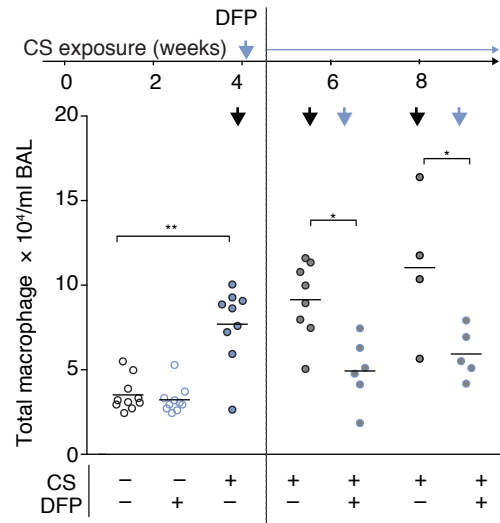 DFP
CS exposure (weeks)
0 2 4 6 8
Total macrophage × 10⁴/ml BAL
20
15
10
5
0
**
*
*
CS − − + + + + +
DFP − + − − + − +